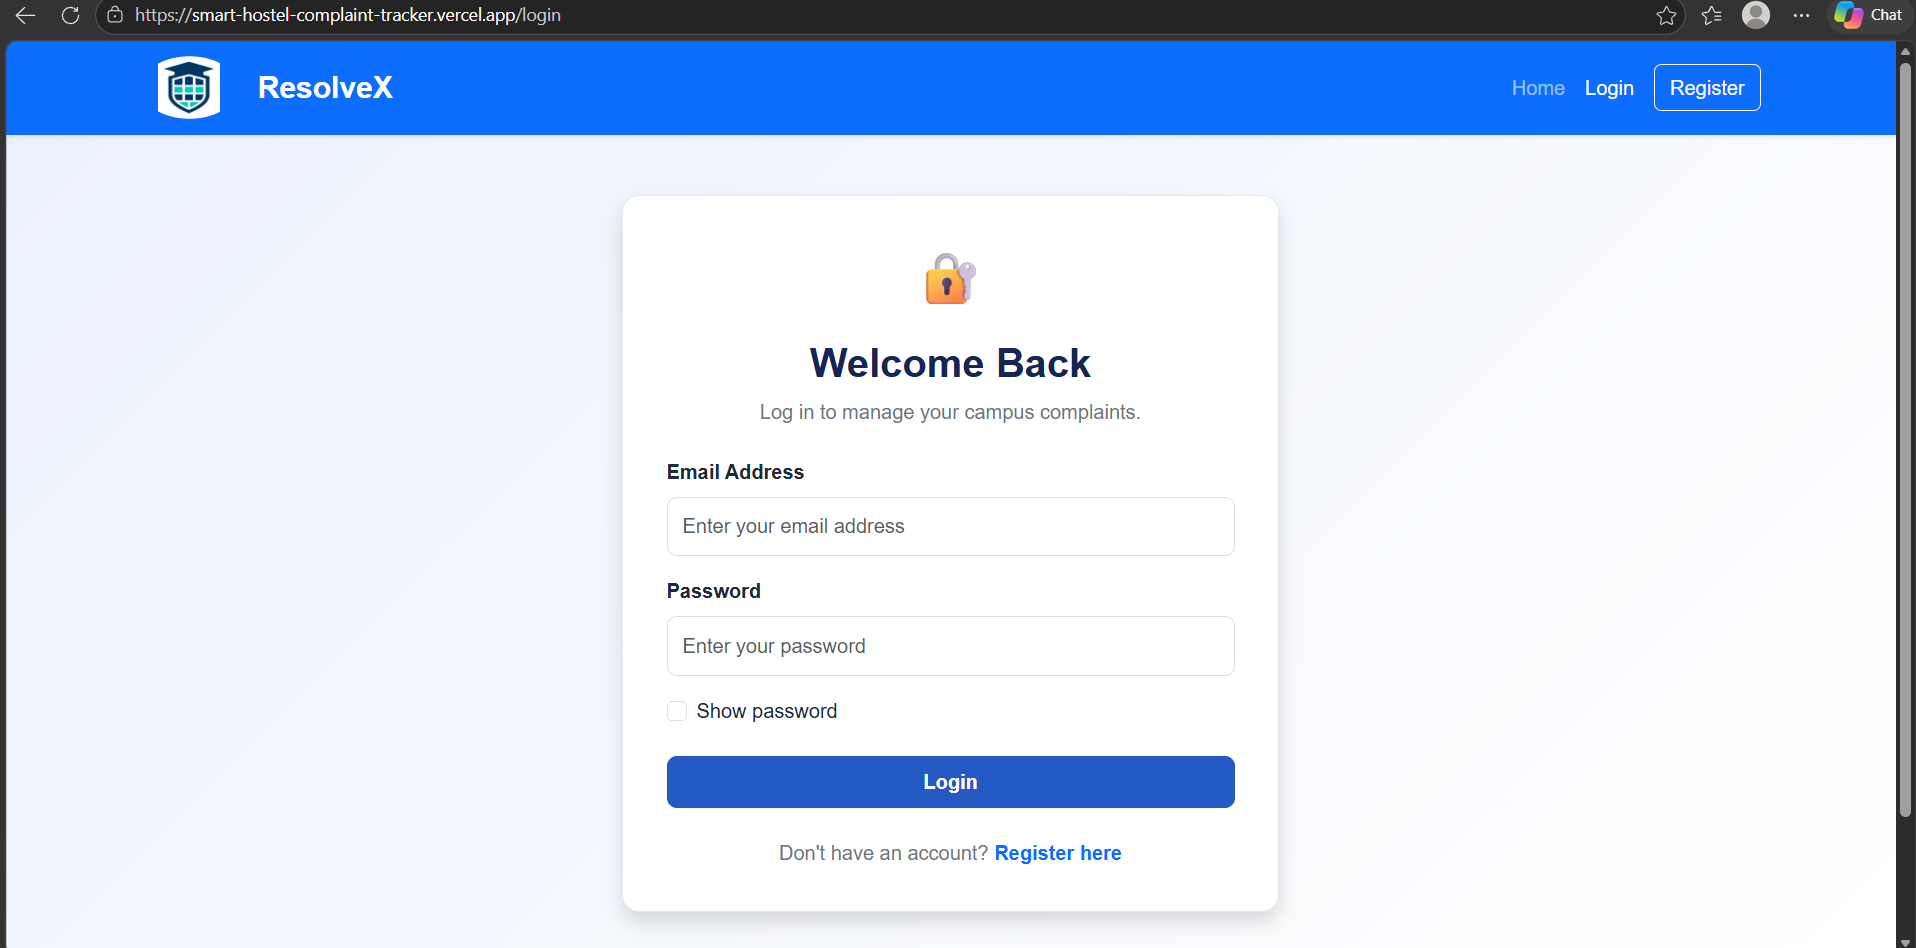 https://smart-hostel-complaint-tracker.vercel.app/login
Chat
ResolveX
Home Login Register
Welcome Back
Log in to manage your campus complaints.
Email Address
Enter your email address
Password
Enter your password
Show password
Login
Don't have an account? Register here